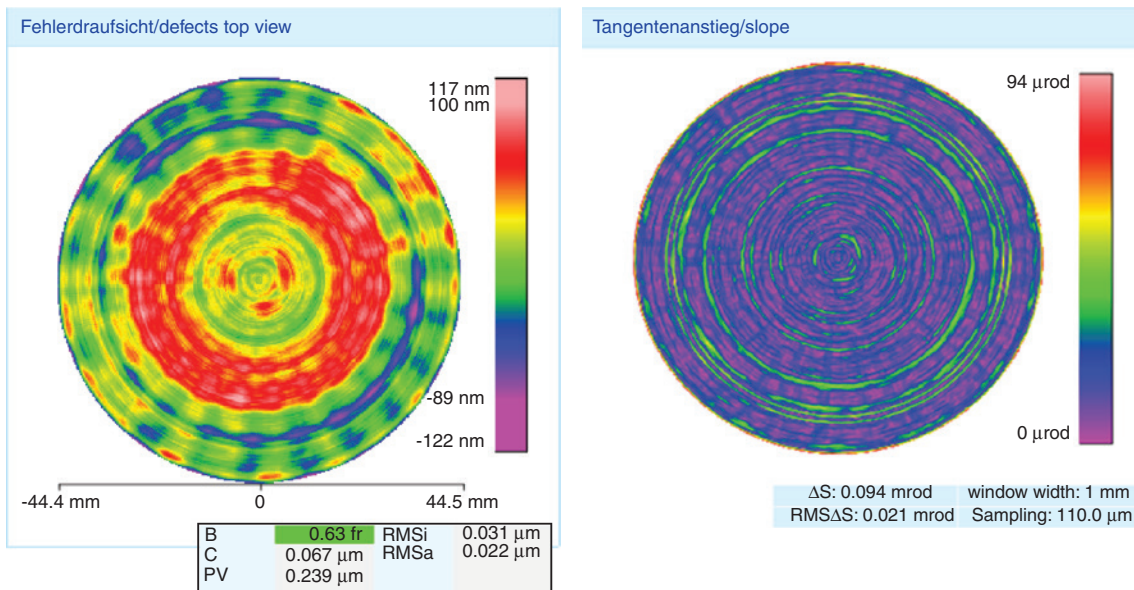 Fehlerdraufsicht/defects top view
117 nm
100 nm
-89 nm
-122 nm
-44.4 mm
0
44.5 mm
B 0.63 fr RMSi 0.031 μm
C 0.067 μm RMSa 0.022 μm
PV 0.239 μm
Tangentenanstieg/slope
94 μrod
0 μrod
ΔS: 0.094 mrod window width: 1 mm
RMSΔS: 0.021 mrod Sampling: 110.0 μm